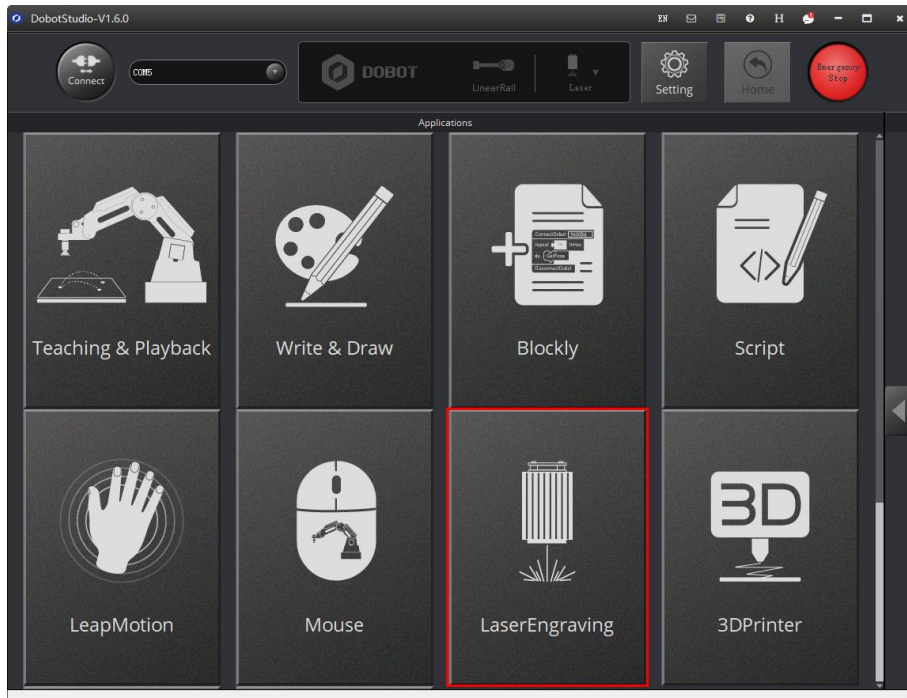 DobotStudio-V1.6.0
EN
H
Connect
COM5
DOBOT
LinearRail
Laser
Setting
Home
Emergency
Stop
Applications
Teaching & Playback
Write & Draw
Blockly
Script
LeapMotion
Mouse
LaserEngraving
3D
3DPrinter